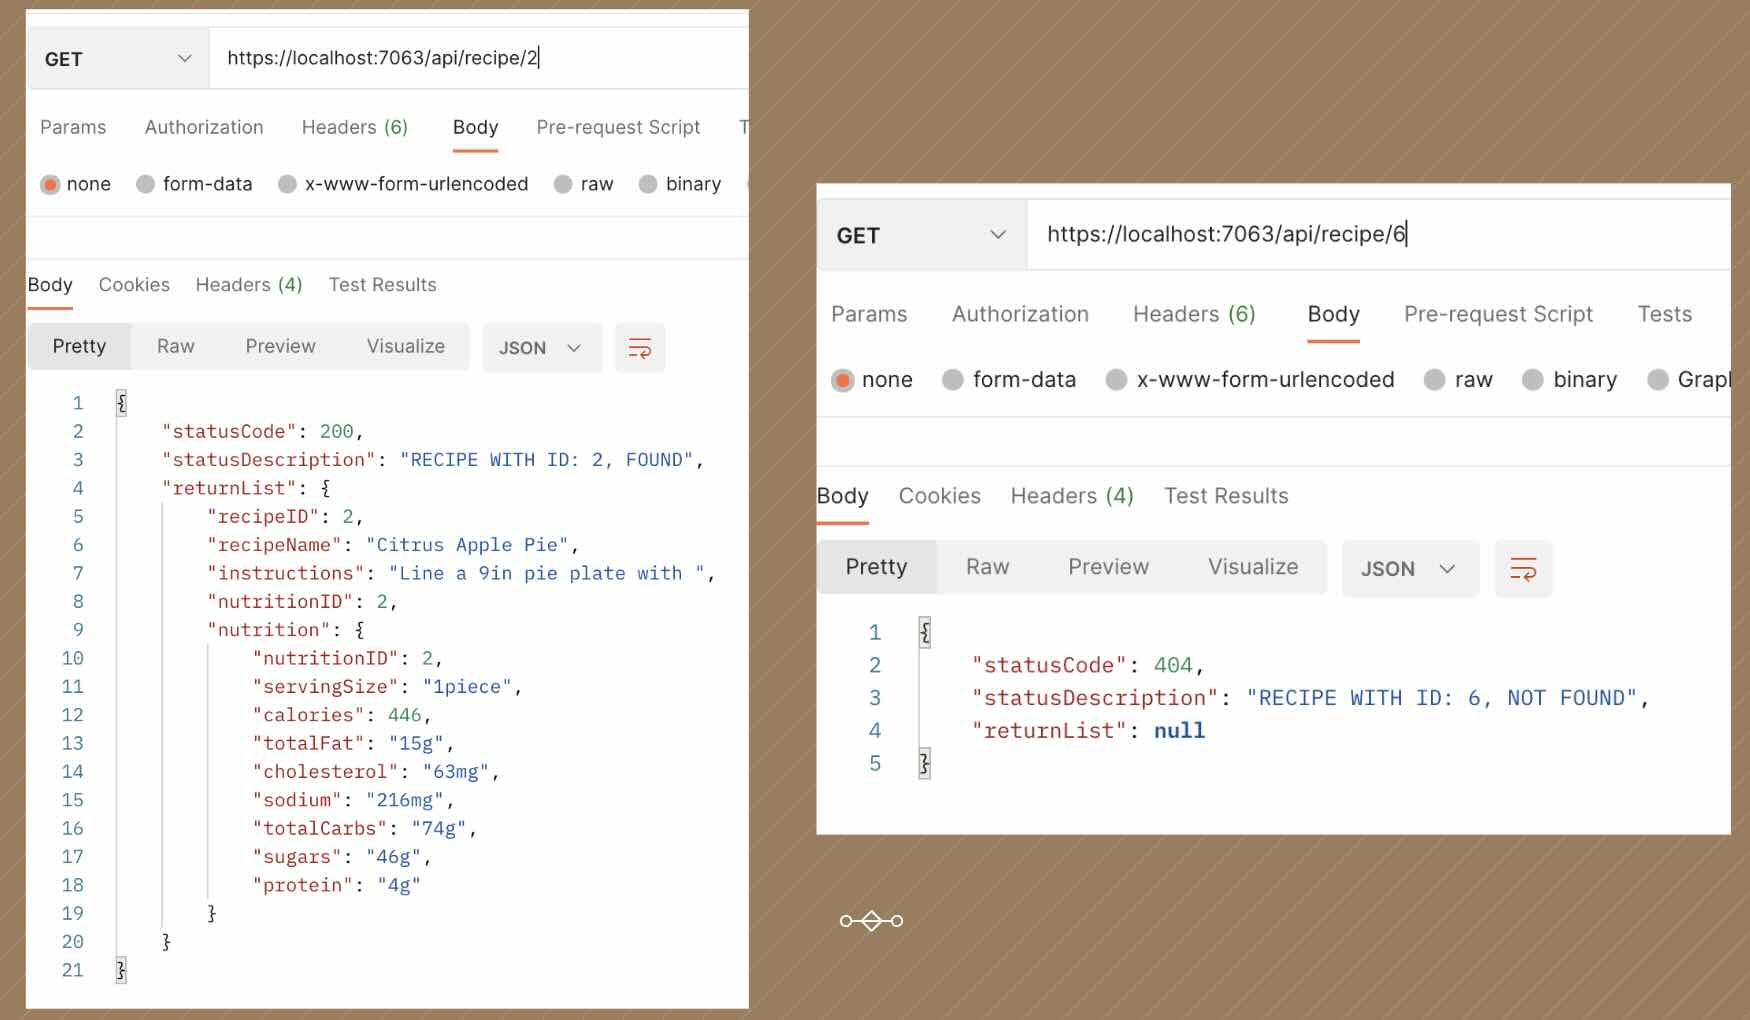 GET https://localhost:7063/api/recipe/2
Params Authorization Headers (6) Body Pre-request Script T
none form-data x-www-form-urlencoded raw binary
Body Cookies Headers (4) Test Results
Pretty Raw Preview Visualize JSON
1 {
2 "statusCode": 200,
3 "statusDescription": "RECIPE WITH ID: 2, FOUND",
4 "returnList": {
5 "recipeID": 2,
6 "recipeName": "Citrus Apple Pie",
7 "instructions": "Line a 9in pie plate with ",
8 "nutritionID": 2,
9 "nutrition": {
10 "nutritionID": 2,
11 "servingSize": "1piece",
12 "calories": 446,
13 "totalFat": "15g",
14 "cholesterol": "63mg",
15 "sodium": "216mg",
16 "totalCarbs": "74g",
17 "sugars": "46g",
18 "protein": "4g"
19 }
20 }
21 }
GET https://localhost:7063/api/recipe/6
Params Authorization Headers (6) Body Pre-request Script Tests
none form-data x-www-form-urlencoded raw binary Grap
Body Cookies Headers (4) Test Results
Pretty Raw Preview Visualize JSON
1 {
2 "statusCode": 404,
3 "statusDescription": "RECIPE WITH ID: 6, NOT FOUND",
4 "returnList": null
5 }